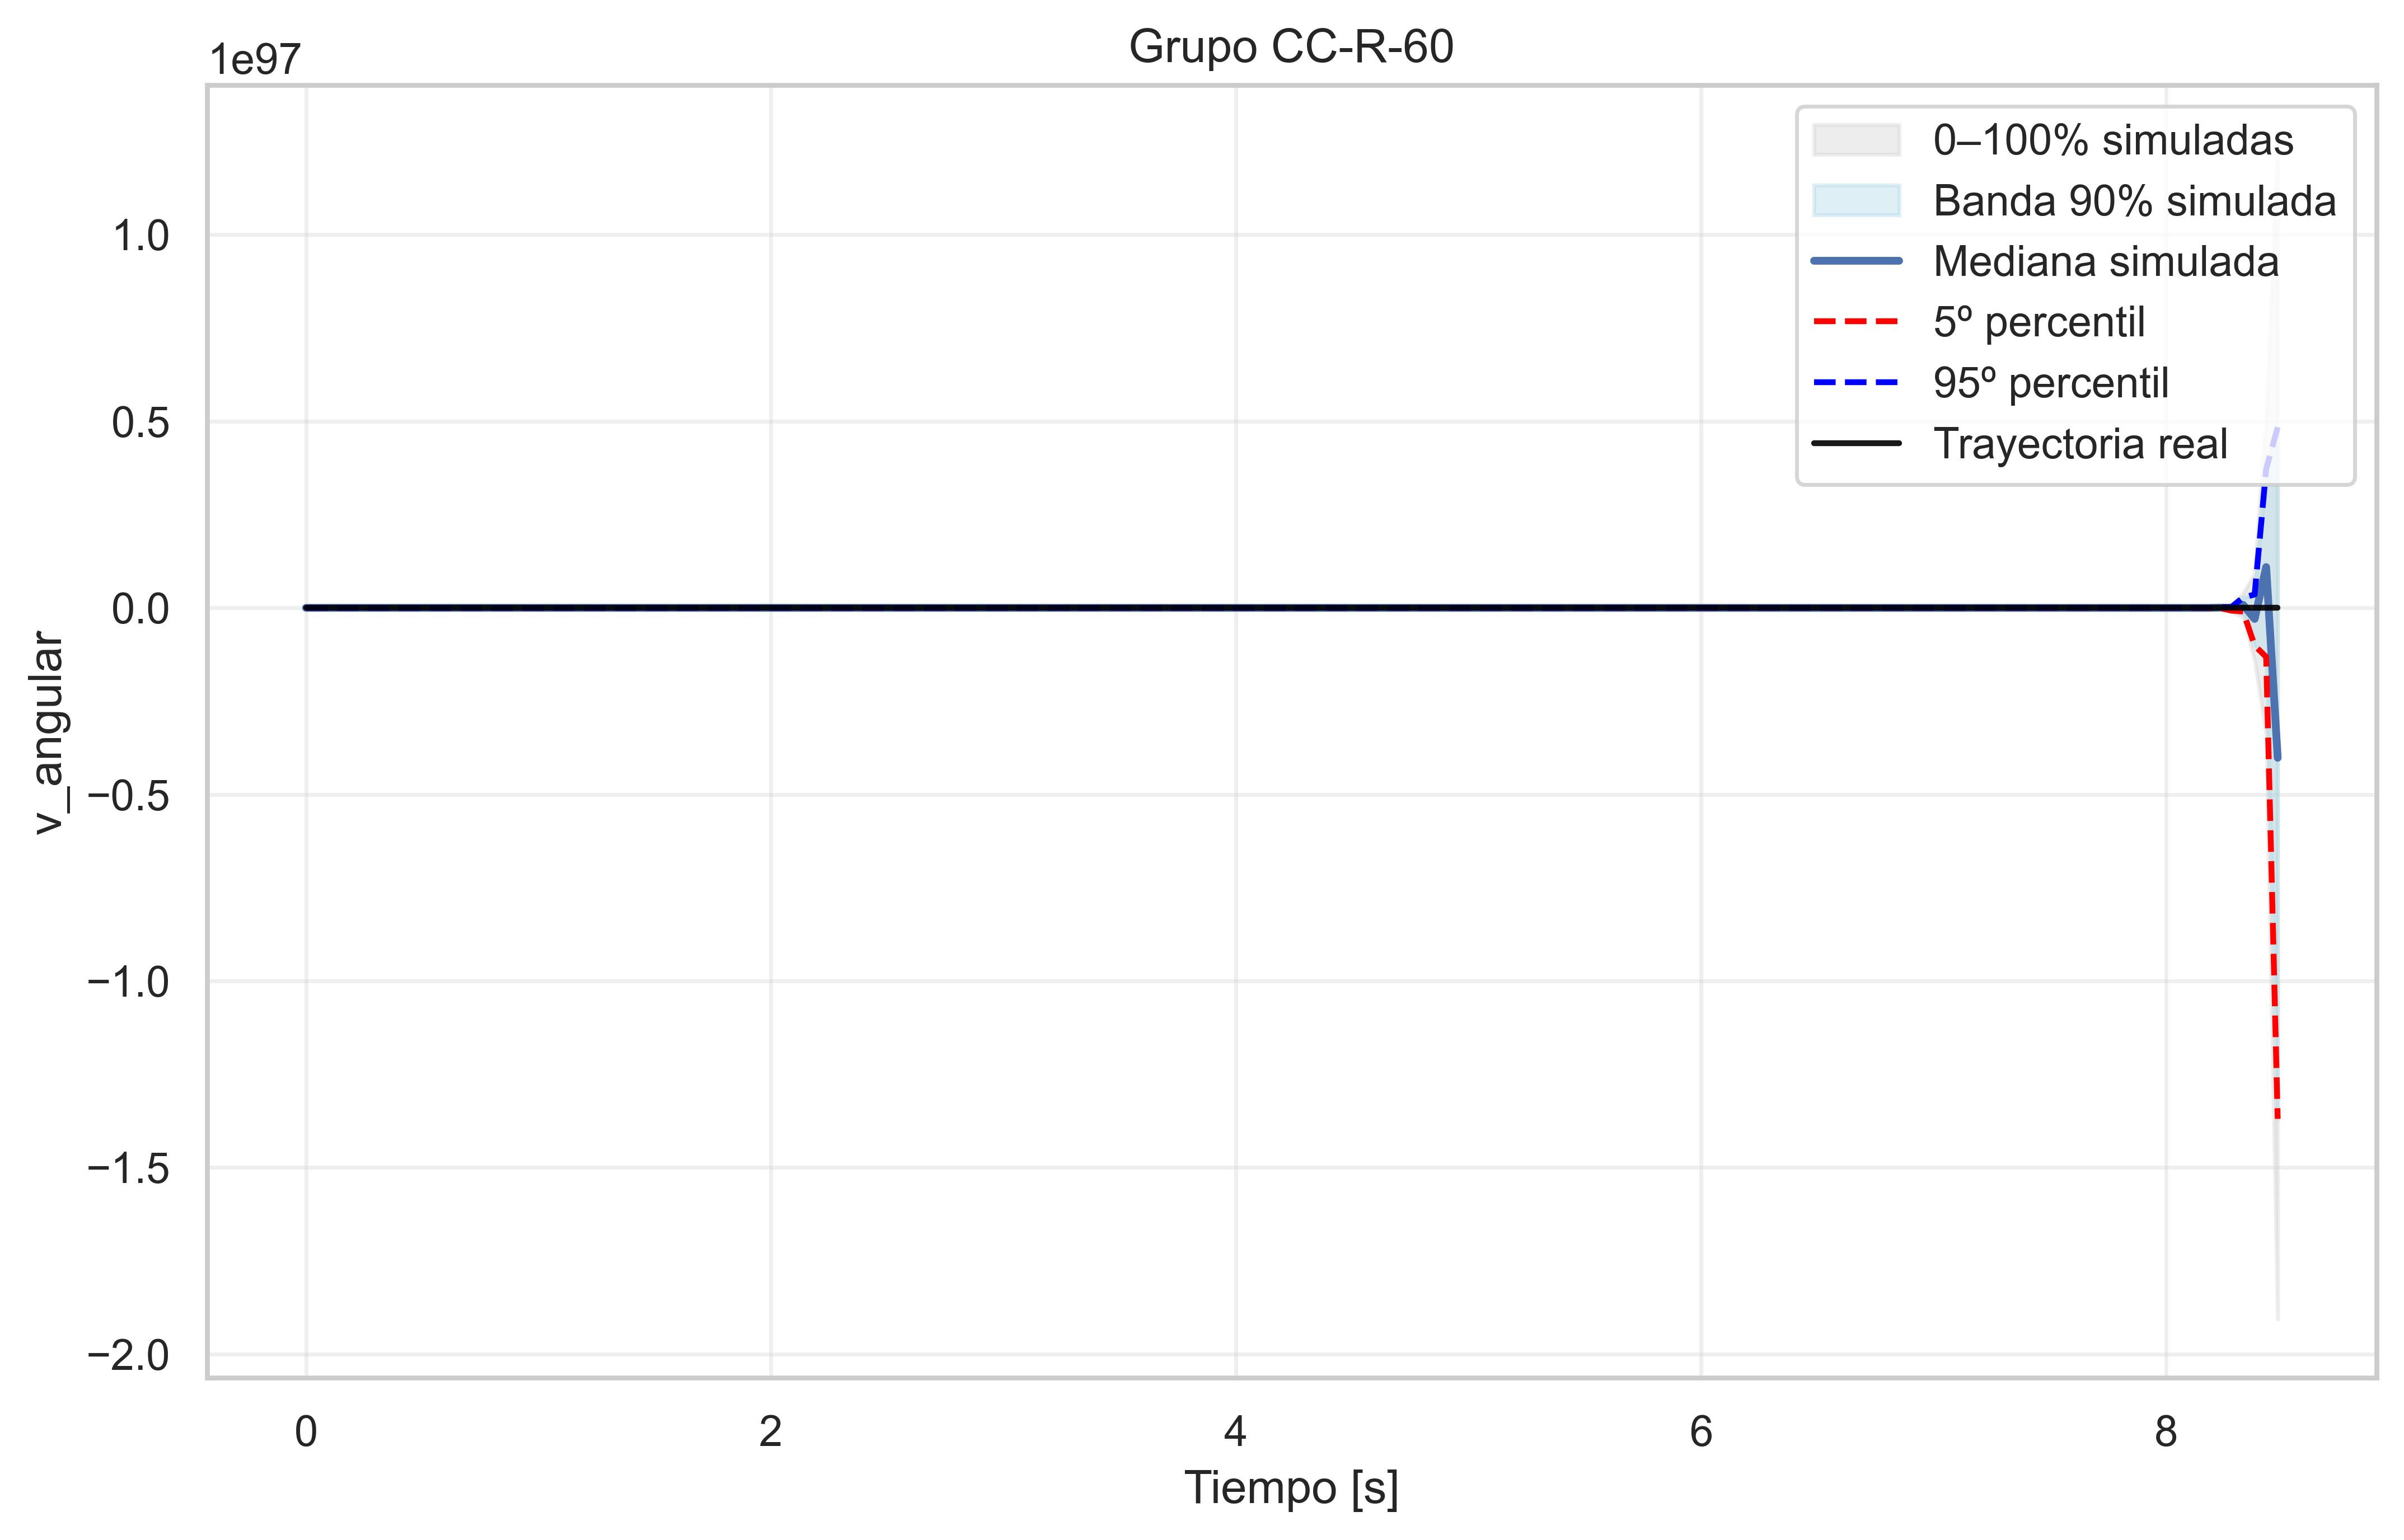 Grupo CC-R-60
1e97
0–100% simuladas
Banda 90% simulada
Mediana simulada
5º percentil
95º percentil
Trayectoria real
1.0
0.5
0.0
−0.5
−1.0
−1.5
−2.0
v_angular
0 2 4 6 8
Tiempo [s]